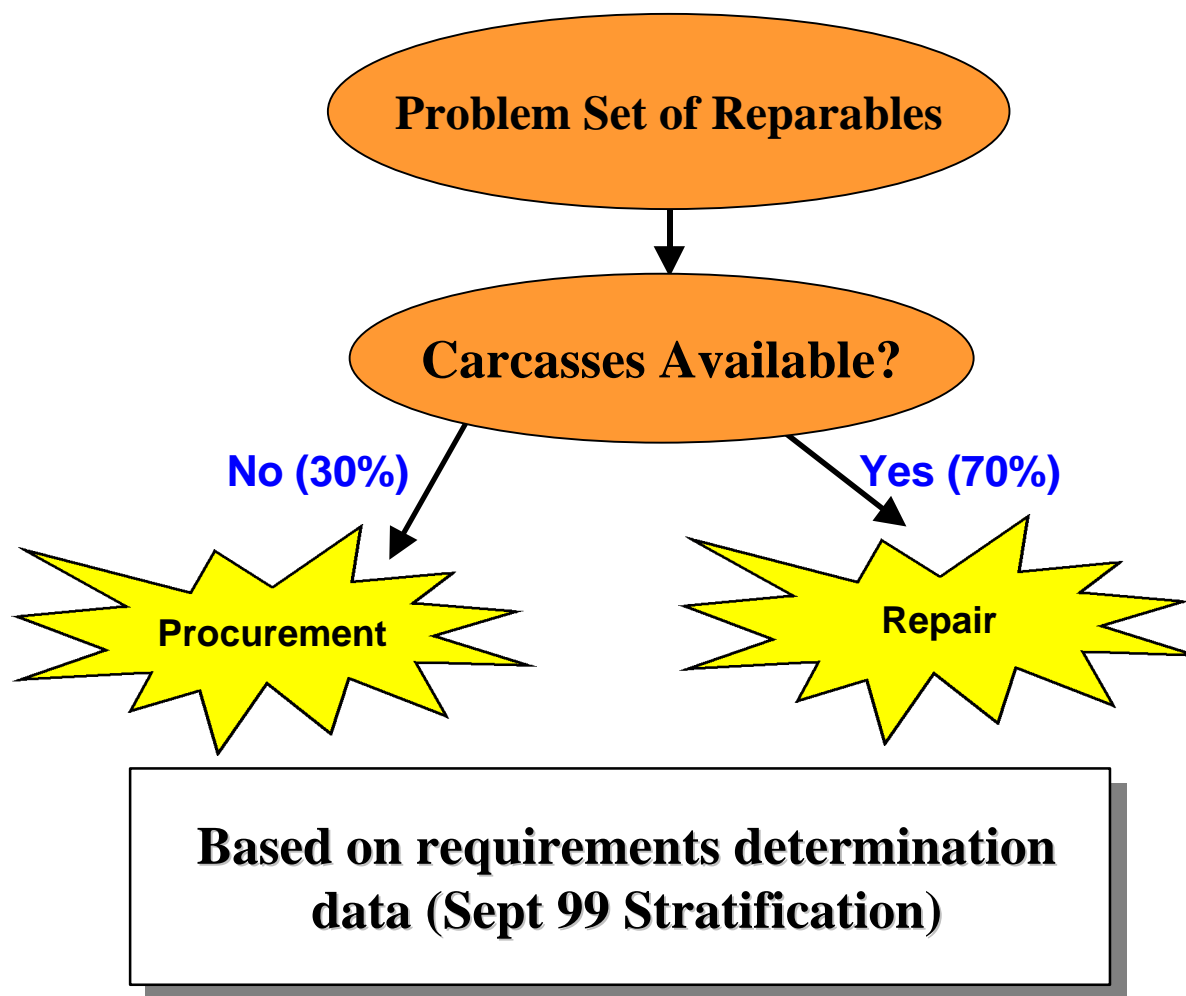 Problem Set of Reparables
Carcasses Available?
No (30%)
Yes (70%)
Procurement
Repair
Based on requirements determination
data (Sept 99 Stratification)